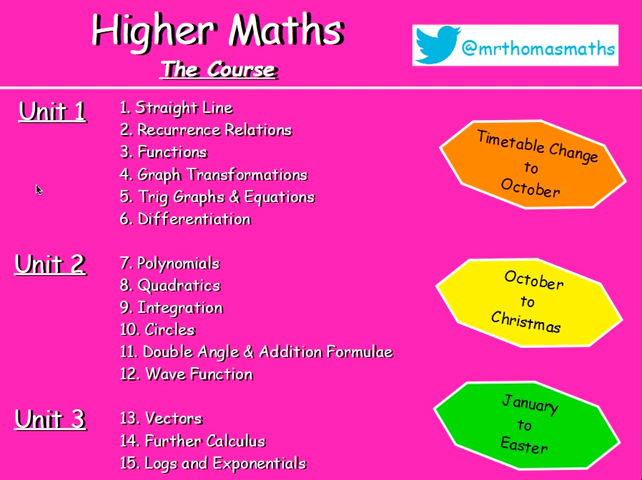 Higher Maths
The Course
@mrthomasmaths
Unit 1
1. Straight Line
2. Recurrence Relations
3. Functions
4. Graph Transformations
5. Trig Graphs & Equations
6. Differentiation
Timetable Change
to
October
Unit 2
7. Polynomials
8. Quadratics
9. Integration
10. Circles
11. Double Angle & Addition Formulae
12. Wave Function
October
to
Christmas
Unit 3
13. Vectors
14. Further Calculus
15. Logs and Exponentials
January
to
Easter